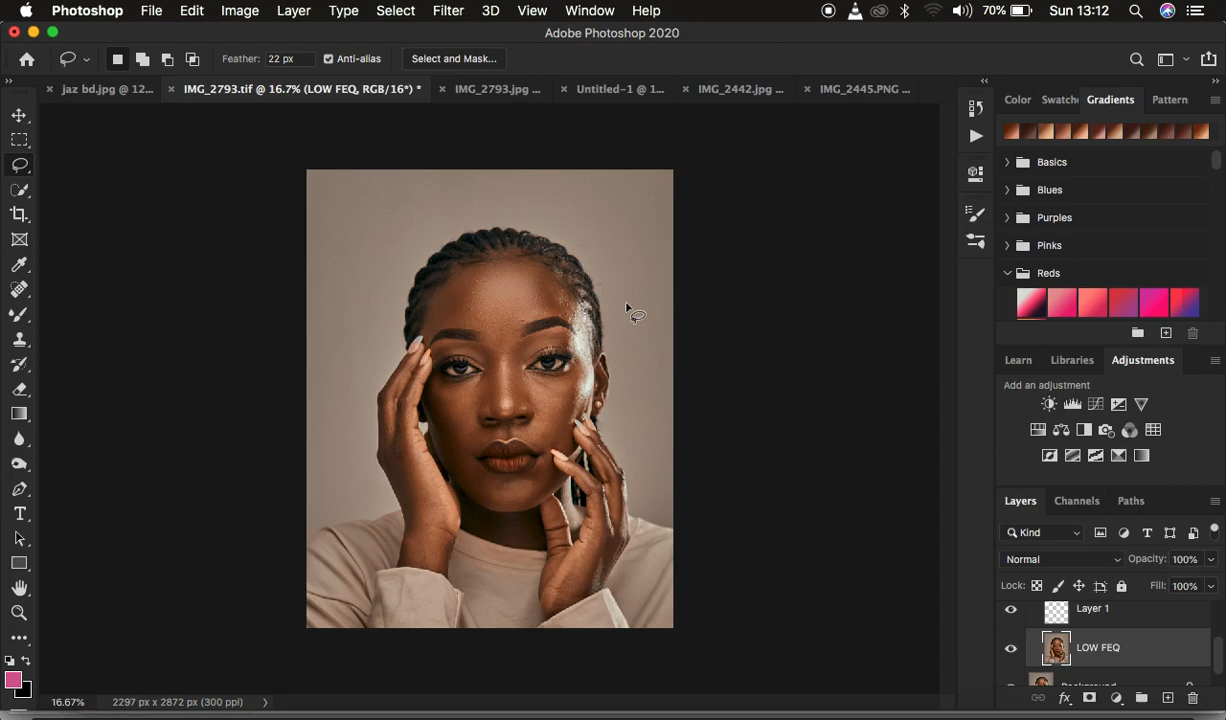 Photoshop File Edit Image Layer Type Select Filter 3D View Window Help 70% Sun 13:12
Adobe Photoshop 2020
Feather: 22 px Anti-alias Select and Mask...
jaz bd.jpg @ 12... IMG_2793.tif @ 16.7% (LOW FEQ, RGB/16*) * IMG_2793.jpg ... Untitled-1 @ 1... IMG_2442.jpg ... IMG_2445.PNG ...
Color Swatche Gradients Pattern
Basics
Blues
Purples
Pinks
Reds
Learn Libraries Adjustments
Add an adjustment
Layers Channels Paths
Kind
Normal Opacity: 100%
Lock: Fill: 100%
Layer 1
LOW FEQ
16.67% 2297 px x 2872 px (300 ppi)